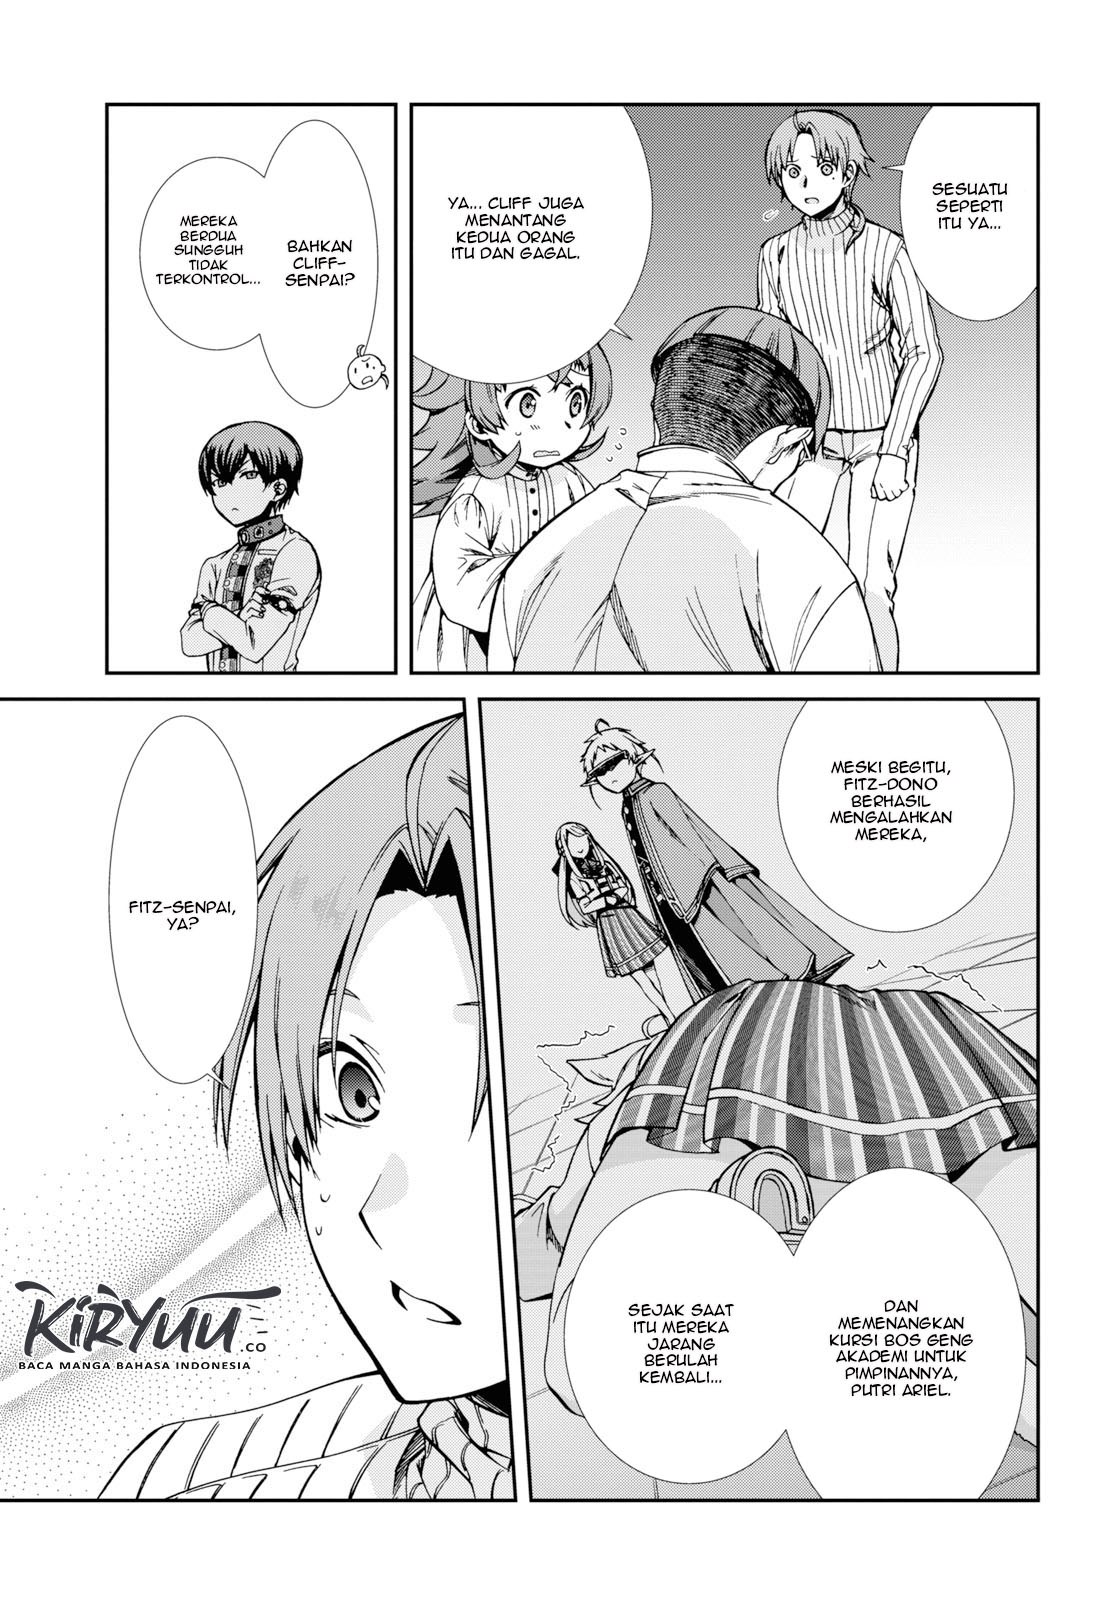 SESUATU
SEPERTI
ITU YA...
YA... CLIFF JUGA
MENANTANG
KEDUA ORANG
ITU DAN GAGAL.
BAHKAN
CLIFF-
SENPAI?
MEREKA
BERDUA
SUNGGUH
TIDAK
TERKONTROL...
MESKI BEGITU,
FITZ-DONO
BERHASIL
MENGALAHKAN
MEREKA,
DAN
MEMENANGKAN
KURSI BOS GENG
AKADEMI UNTUK
PIMPINANNYA,
PUTRI ARIEL.
SEJAK SAAT
ITU MEREKA
JARANG
BERULAH
KEMBALI...
FITZ-SENPAI,
YA?
KIRYUU.CO
BACA MANGA BAHASA INDONESIA